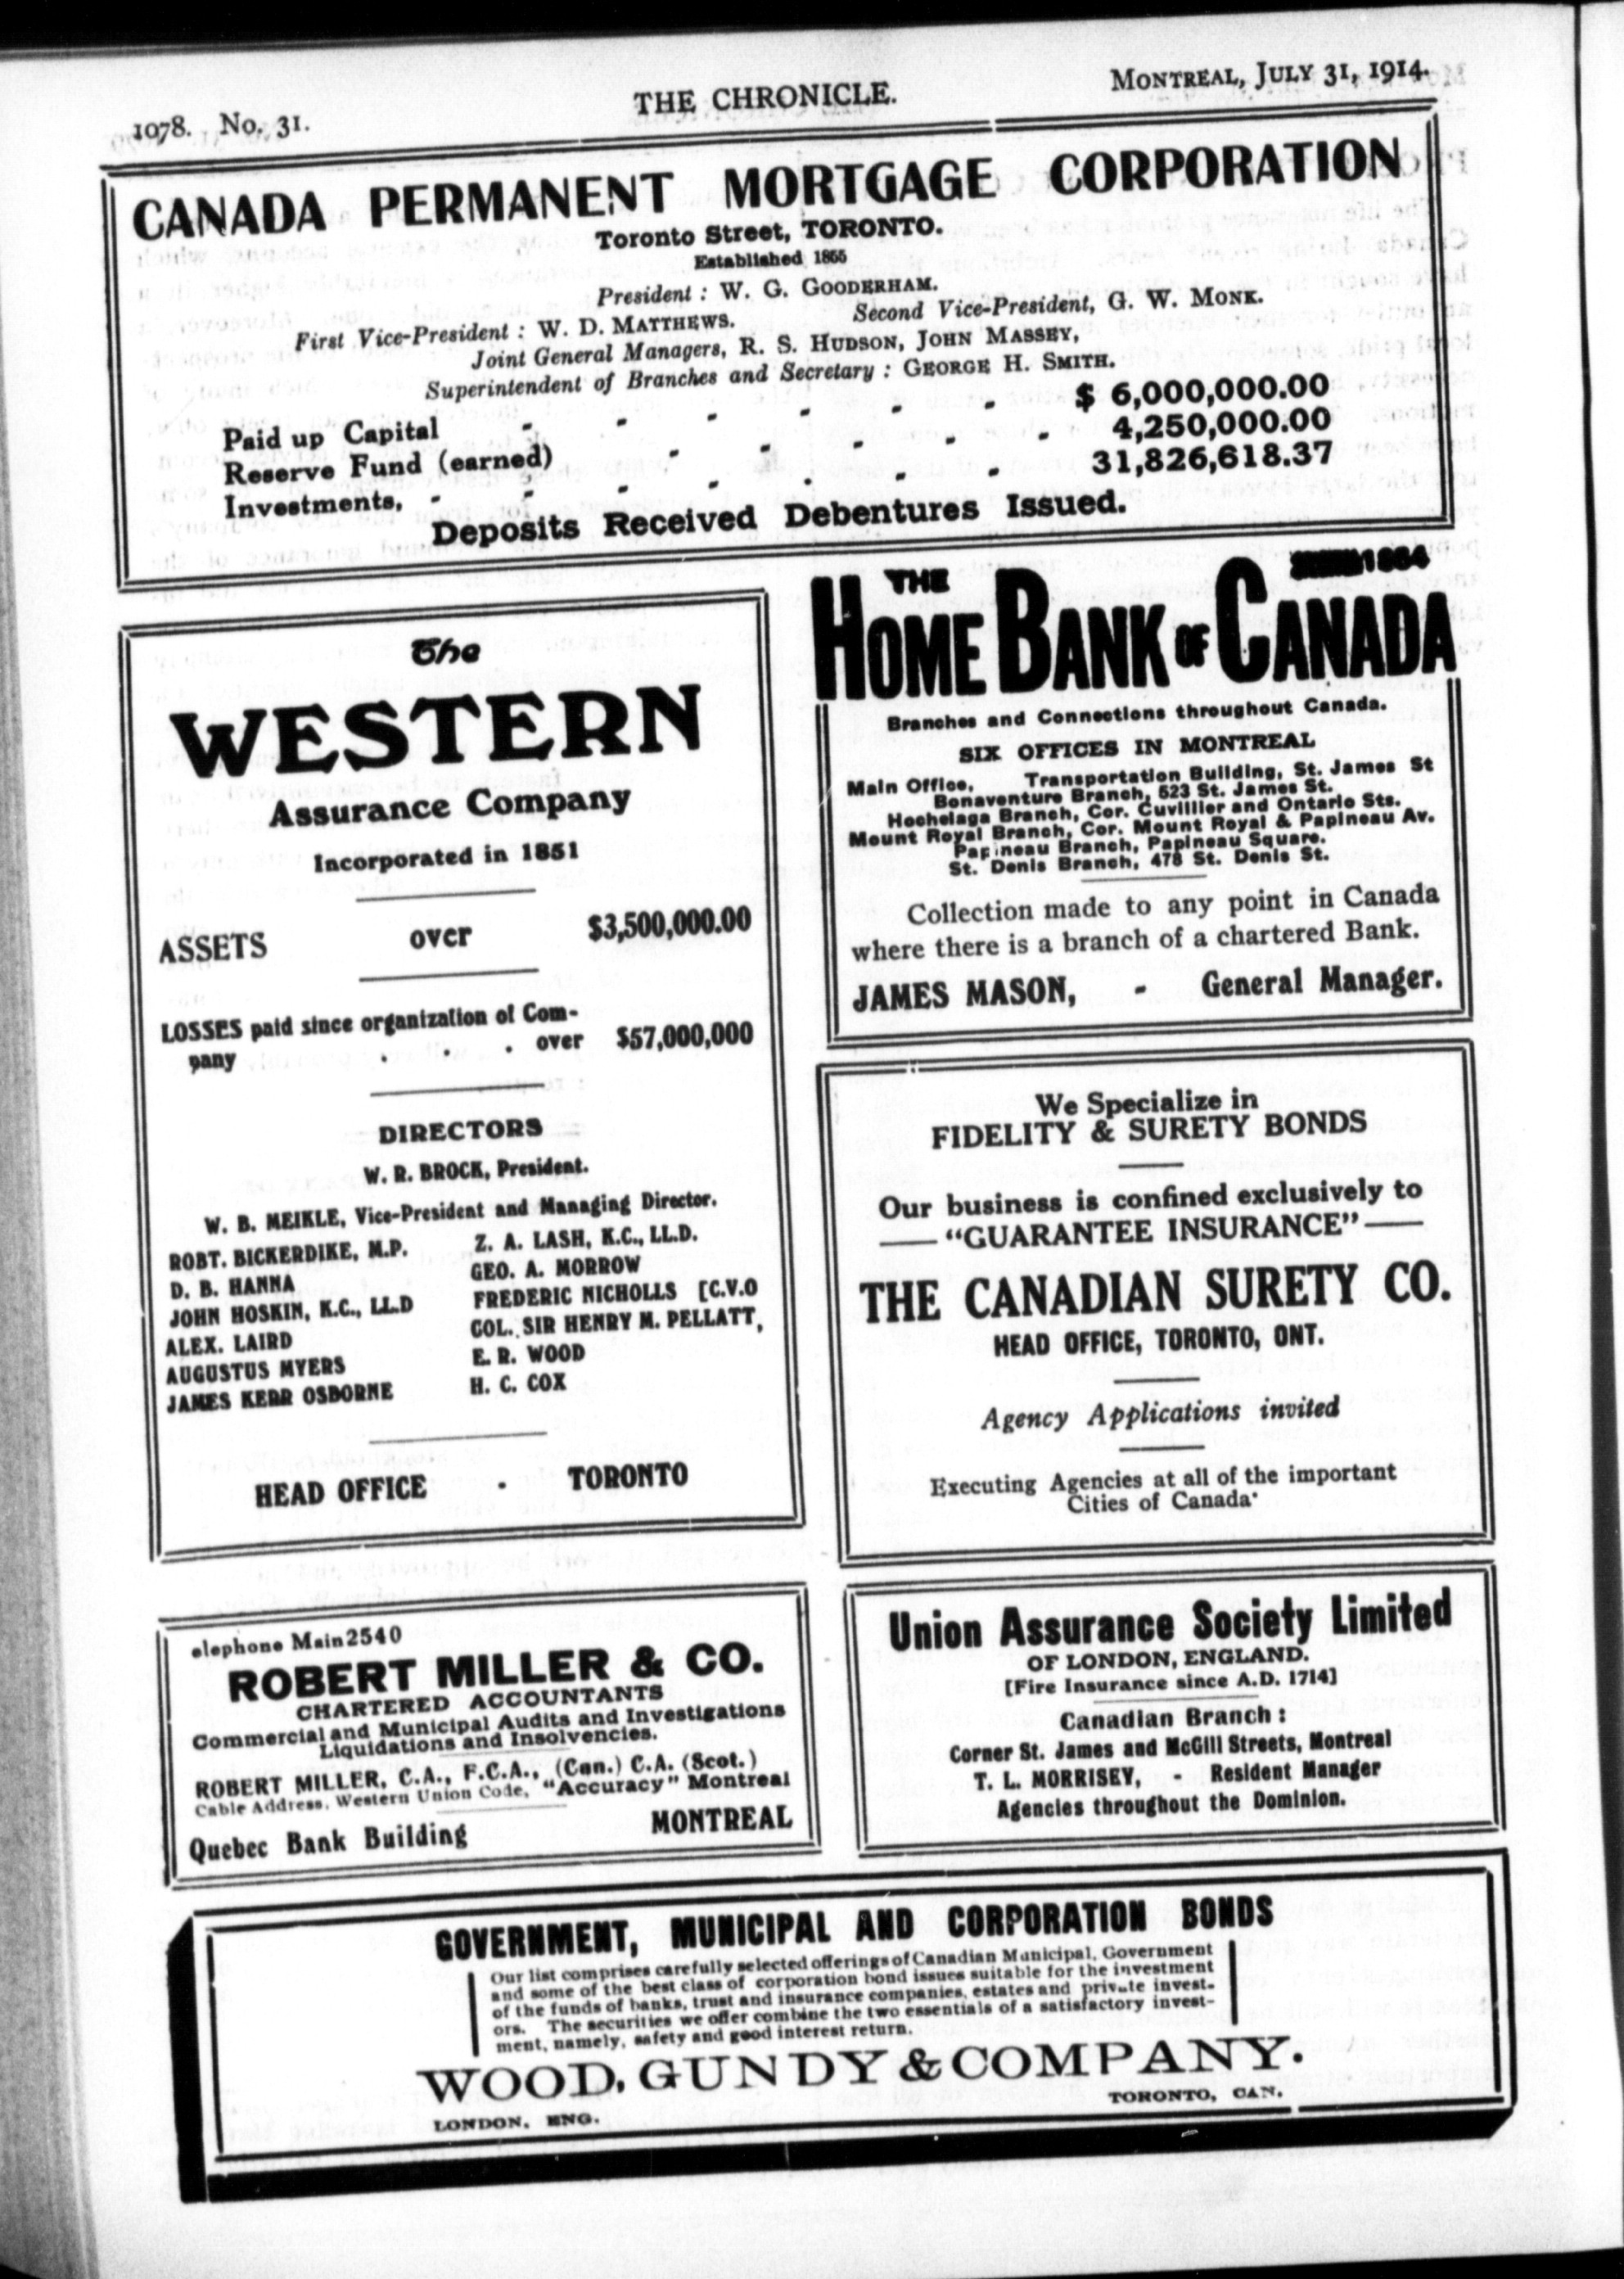 1078. No. 31.
THE CHRONICLE.
MONTREAL, JULY 31, 1914.
CANADA PERMANENT MORTGAGE CORPORATION
Toronto Street, TORONTO.
Established 1855
President : W. G. GOODERHAM.
First Vice-President : W. D. MATTHEWS. Second Vice-President, G. W. MONK.
Joint General Managers, R. S. HUDSON, JOHN MASSEY,
Superintendent of Branches and Secretary : GEORGE H. SMITH.
Paid up Capital - - - - - - $ 6,000,000.00
Reserve Fund (earned) - - - - - 4,250,000.00
Investments, - - - - . - - 31,826,618.37
Deposits Received Debentures Issued.
The
WESTERN
Assurance Company
Incorporated in 1851
ASSETS over $3,500,000.00
LOSSES paid since organization of Com-
pany . . . over $57,000,000
DIRECTORS
W. R. BROCK, President.
W. B. MEIKLE, Vice-President and Managing Director.
ROBT. BICKERDIKE, M.P. Z. A. LASH, K.C., LL.D.
D. B. HANNA GEO. A. MORROW
JOHN HOSKIN, K.C., LL.D FREDERIC NICHOLLS [C.V.O
ALEX. LAIRD COL. SIR HENRY M. PELLATT,
AUGUSTUS MYERS E. R. WOOD
JAMES KERR OSBORNE H. C. COX
HEAD OFFICE - TORONTO
THE 1854
HOME BANK OF CANADA
Branches and Connections throughout Canada.
SIX OFFICES IN MONTREAL
Main Office, Transportation Building, St. James St
Bonaventure Branch, 523 St. James St.
Hochelaga Branch, Cor. Cuvillier and Ontario Sts.
Mount Royal Branch, Cor. Mount Royal & Papineau Av.
Papineau Branch, Papineau Square.
St. Denis Branch, 478 St. Denis St.
Collection made to any point in Canada
where there is a branch of a chartered Bank.
JAMES MASON, - General Manager.
We Specialize in
FIDELITY & SURETY BONDS
Our business is confined exclusively to
"GUARANTEE INSURANCE"
THE CANADIAN SURETY CO.
HEAD OFFICE, TORONTO, ONT.
Agency Applications invited
Executing Agencies at all of the important
Cities of Canada
elephone Main 2540
ROBERT MILLER & CO.
CHARTERED ACCOUNTANTS
Commercial and Municipal Audits and Investigations
Liquidations and Insolvencies.
ROBERT MILLER, C.A., F.C.A., (Can.) C.A. (Scot.)
Cable Address, Western Union Code, "Accuracy" Montreal
Quebec Bank Building MONTREAL
Union Assurance Society Limited
OF LONDON, ENGLAND.
[Fire Insurance since A.D. 1714]
Canadian Branch :
Corner St. James and McGill Streets, Montreal
T. L. MORRISEY, - Resident Manager
Agencies throughout the Dominion.
GOVERNMENT, MUNICIPAL AND CORPORATION BONDS
Our list comprises carefully selected offerings of Canadian Municipal, Government
and some of the best class of corporation bond issues suitable for the investment
of the funds of banks, trust and insurance companies, estates and private invest-
ors. The securities we offer combine the two essentials of a satisfactory invest-
ment, namely, safety and good interest return.
WOOD, GUNDY & COMPANY.
LONDON, ENG. TORONTO, CAN.